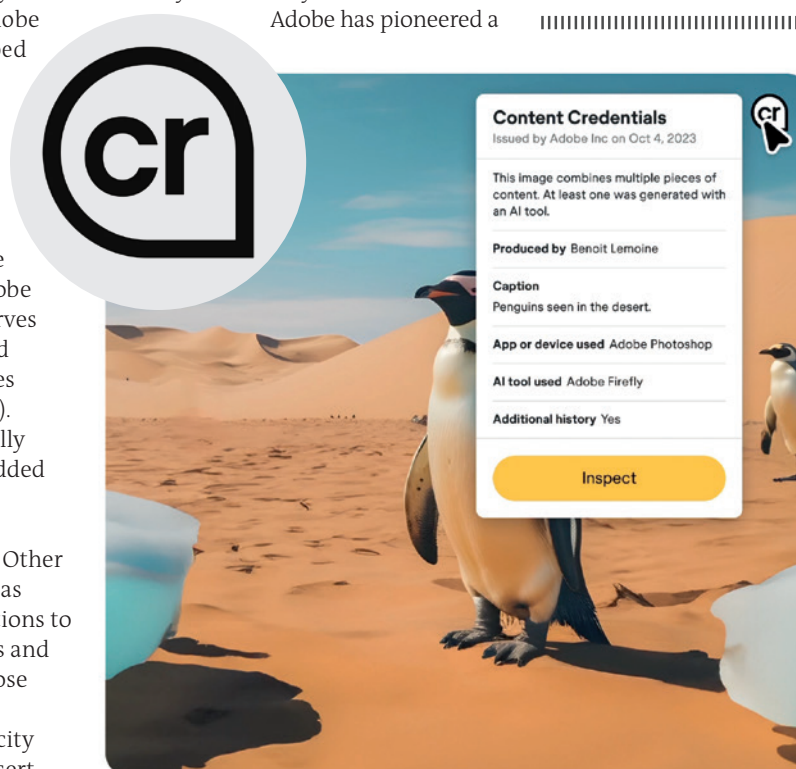 lobe
Adobe has pioneered a
cr
Content Credentials
Issued by Adobe Inc on Oct 4, 2023
This image combines multiple pieces of
content. At least one was generated with
an AI tool.
Produced by Benoit Lemoine
Caption
Penguins seen in the desert.
App or device used Adobe Photoshop
AI tool used Adobe Firefly
Additional history Yes
Inspect
cr
Other
as
tions to
s and
city